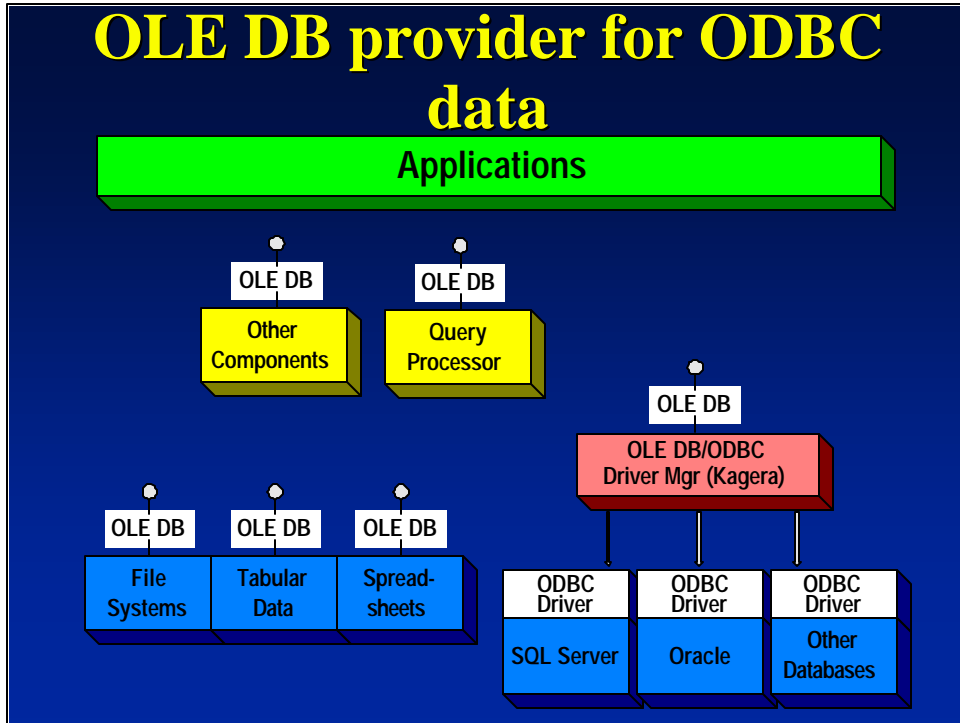 OLE DB provider for ODBC
data
Applications
OLE DB
Other
Components
OLE DB
Query
Processor
OLE DB
OLE DB/ODBC
Driver Mgr (Kagera)
OLE DB
File
Systems
OLE DB
Tabular
Data
OLE DB
Spread-
sheets
ODBC
Driver
SQL Server
ODBC
Driver
Oracle
ODBC
Driver
Other
Databases